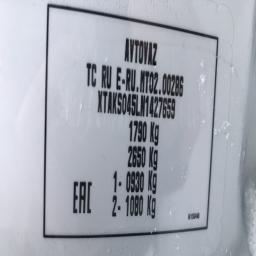 AVTOVAZ
TC RU E-RU.MT02.00286
XTAKS045LM1427659
1790 Kg
2650 Kg
1- 0930 Kg
EAC 2- 1080 Kg